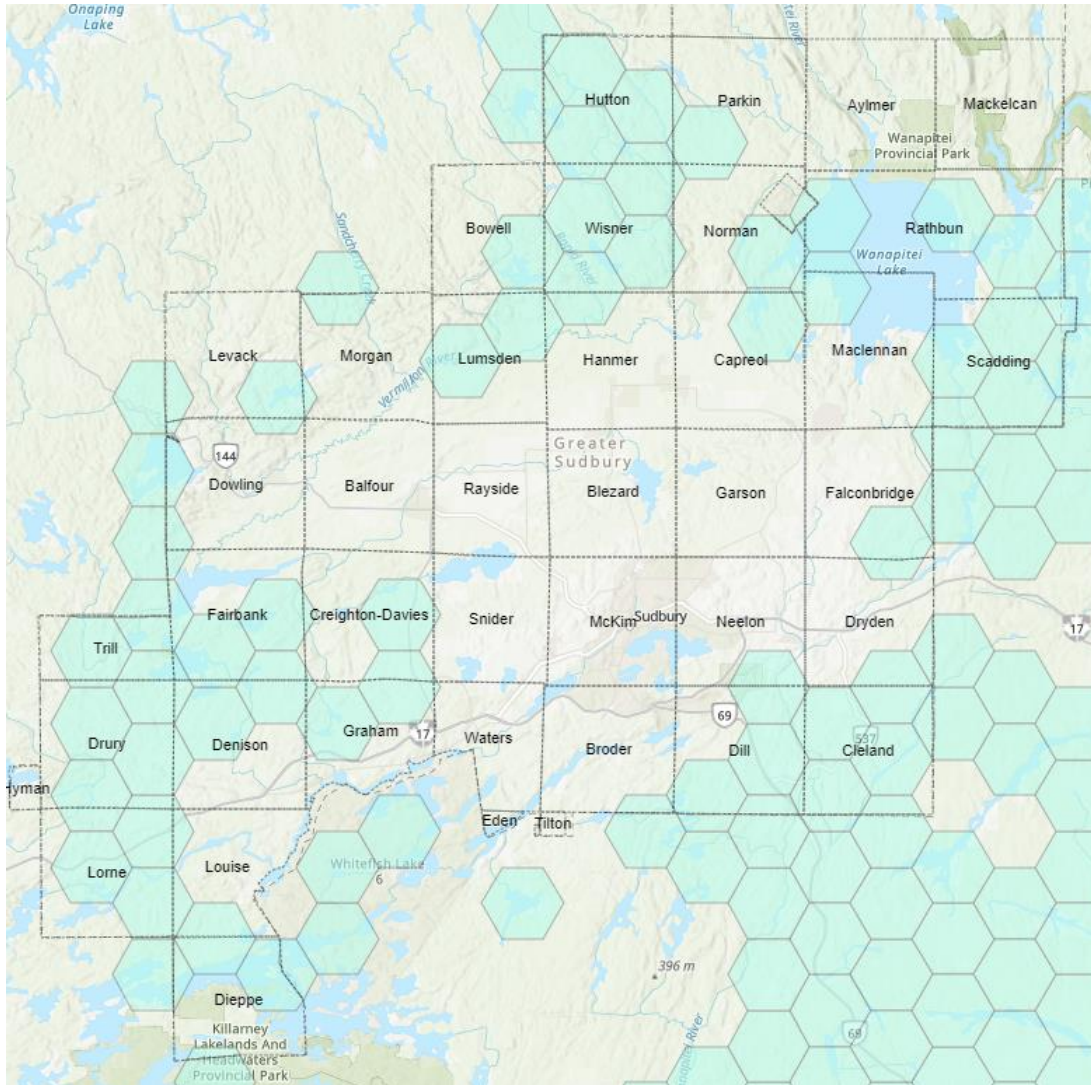 Onaping
Lake
Hutton
Parkin
Aylmer
Mackelcan
Wanapitei
Provincial Park
Sandcherry Creek
Bowell
Wisner
Norman
Rathbun
Wanapitei
Lake
Levack
Morgan
Vermilion River
Lumsden
Hanmer
Capreol
Maclennan
Scadding
Greater
Sudbury
144
Dowling
Balfour
Rayside
Blezard
Garson
Falconbridge
Fairbank
Creighton-Davies
Snider
McKim
Sudbury
Neelon
Dryden
17
Trill
Drury
Denison
Graham
17
Waters
Broder
69
Dill
537
Cleland
Hyman
Eden
Tilton
Lorne
Louise
Whitefish Lake
6
396 m
Dieppe
Killarney
Lakelands And
Headwaters
Provincial Park
69